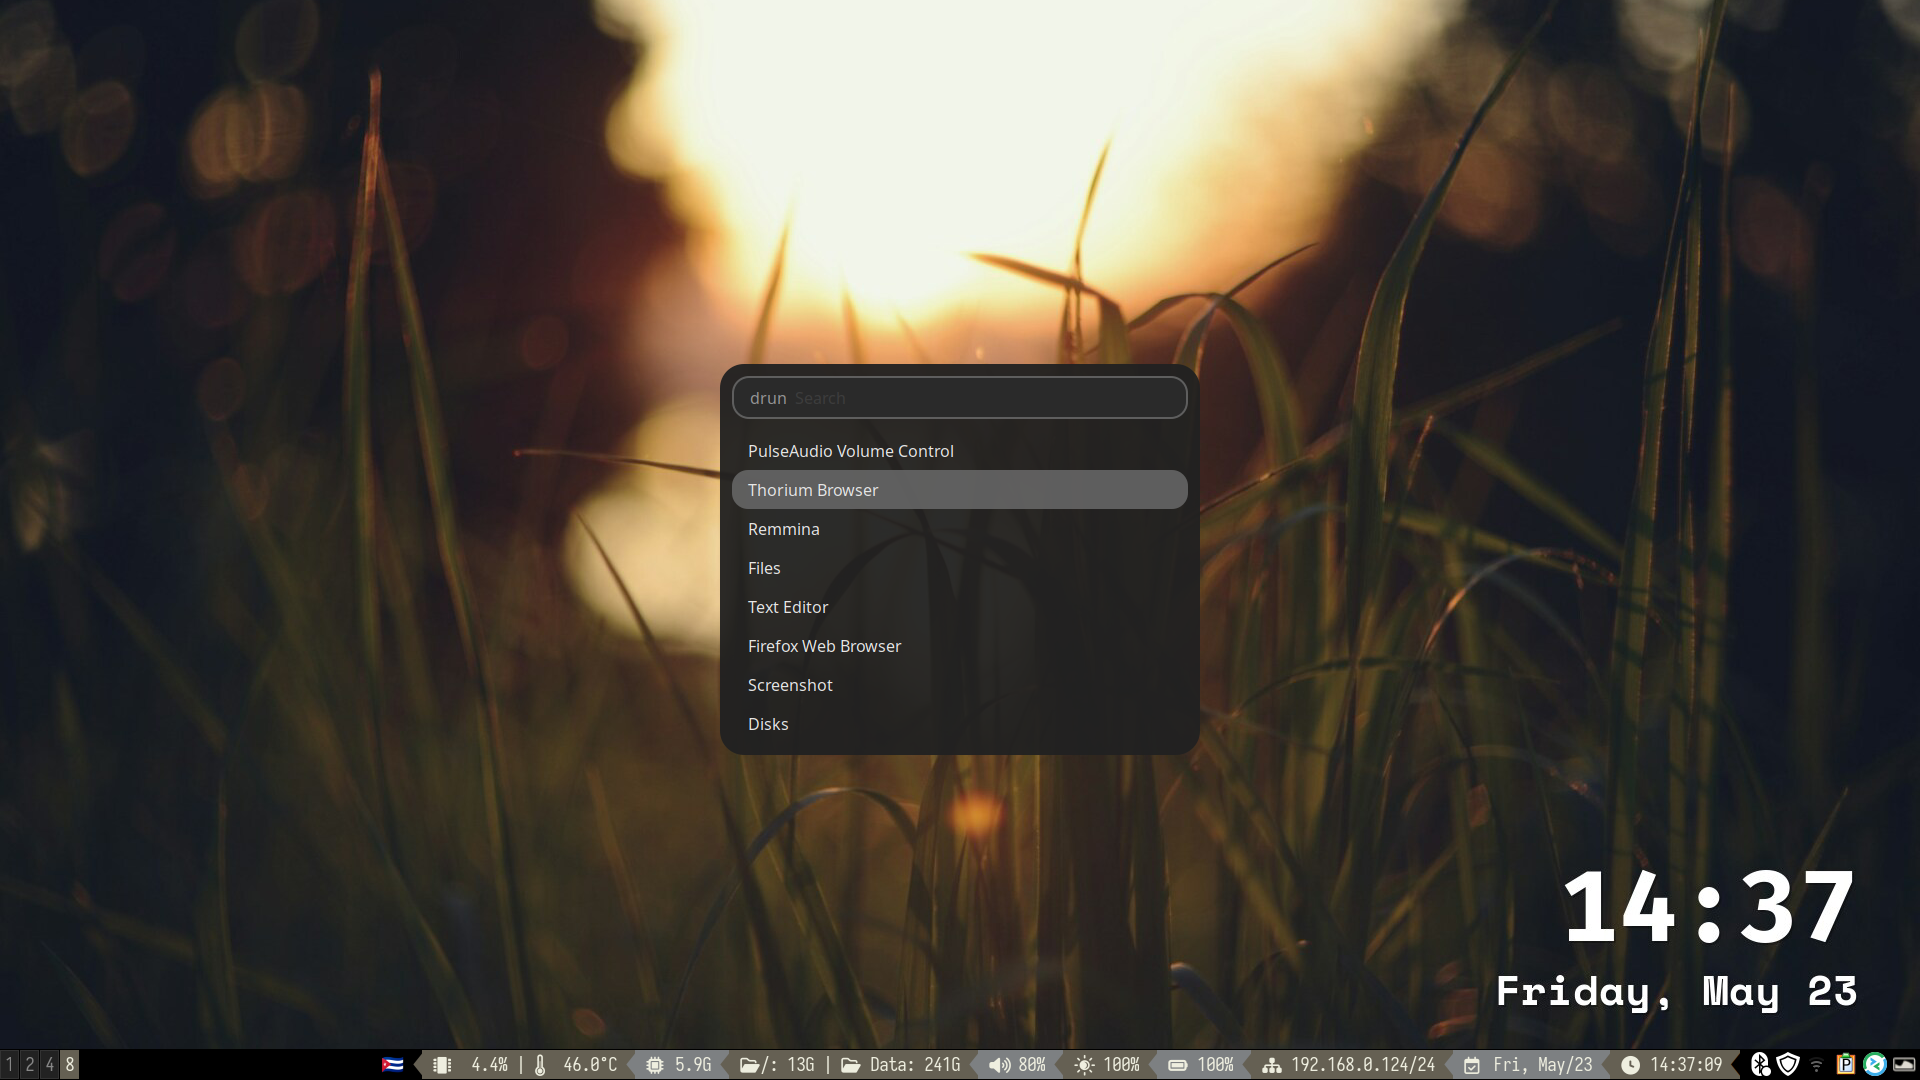 drun Search
PulseAudio Volume Control
Thorium Browser
Remmina
Files
Text Editor
Firefox Web Browser
Screenshot
Disks
14:37
Friday, May 23
1 2 4 8 4.4% | 46.0°C 5.9G /: 13G | Data: 241G 80% 100% 100% 192.168.0.124/24 Fri, May/23 14:37:09 P